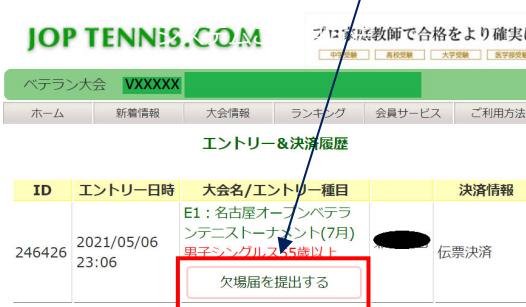 JOP TENNIS.COM
プロ家庭教師で合格をより確実に
中学受験 高校受験 大学受験 医学部受験
ベテラン大会 VXXXXX
ホーム 新着情報 大会情報 ランキング 会員サービス ご利用方法
エントリー&決済履歴
ID エントリー日時 大会名/エントリー種目 決済情報
E1：名古屋オープンベテラ
ンテニストーナメント(7月)
男子シングルス 55歳以上
246426 2021/05/06 伝票決済
23:06
欠場届を提出する